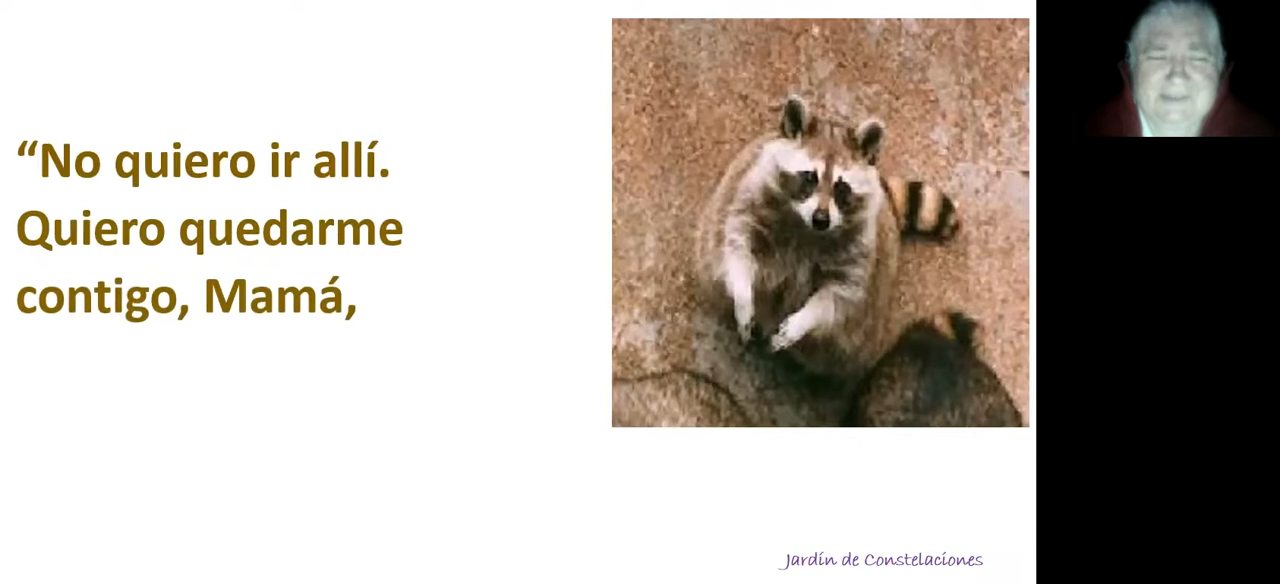 “No quiero ir allí.
Quiero quedarme
contigo, Mamá,
Jardín de Constelaciones